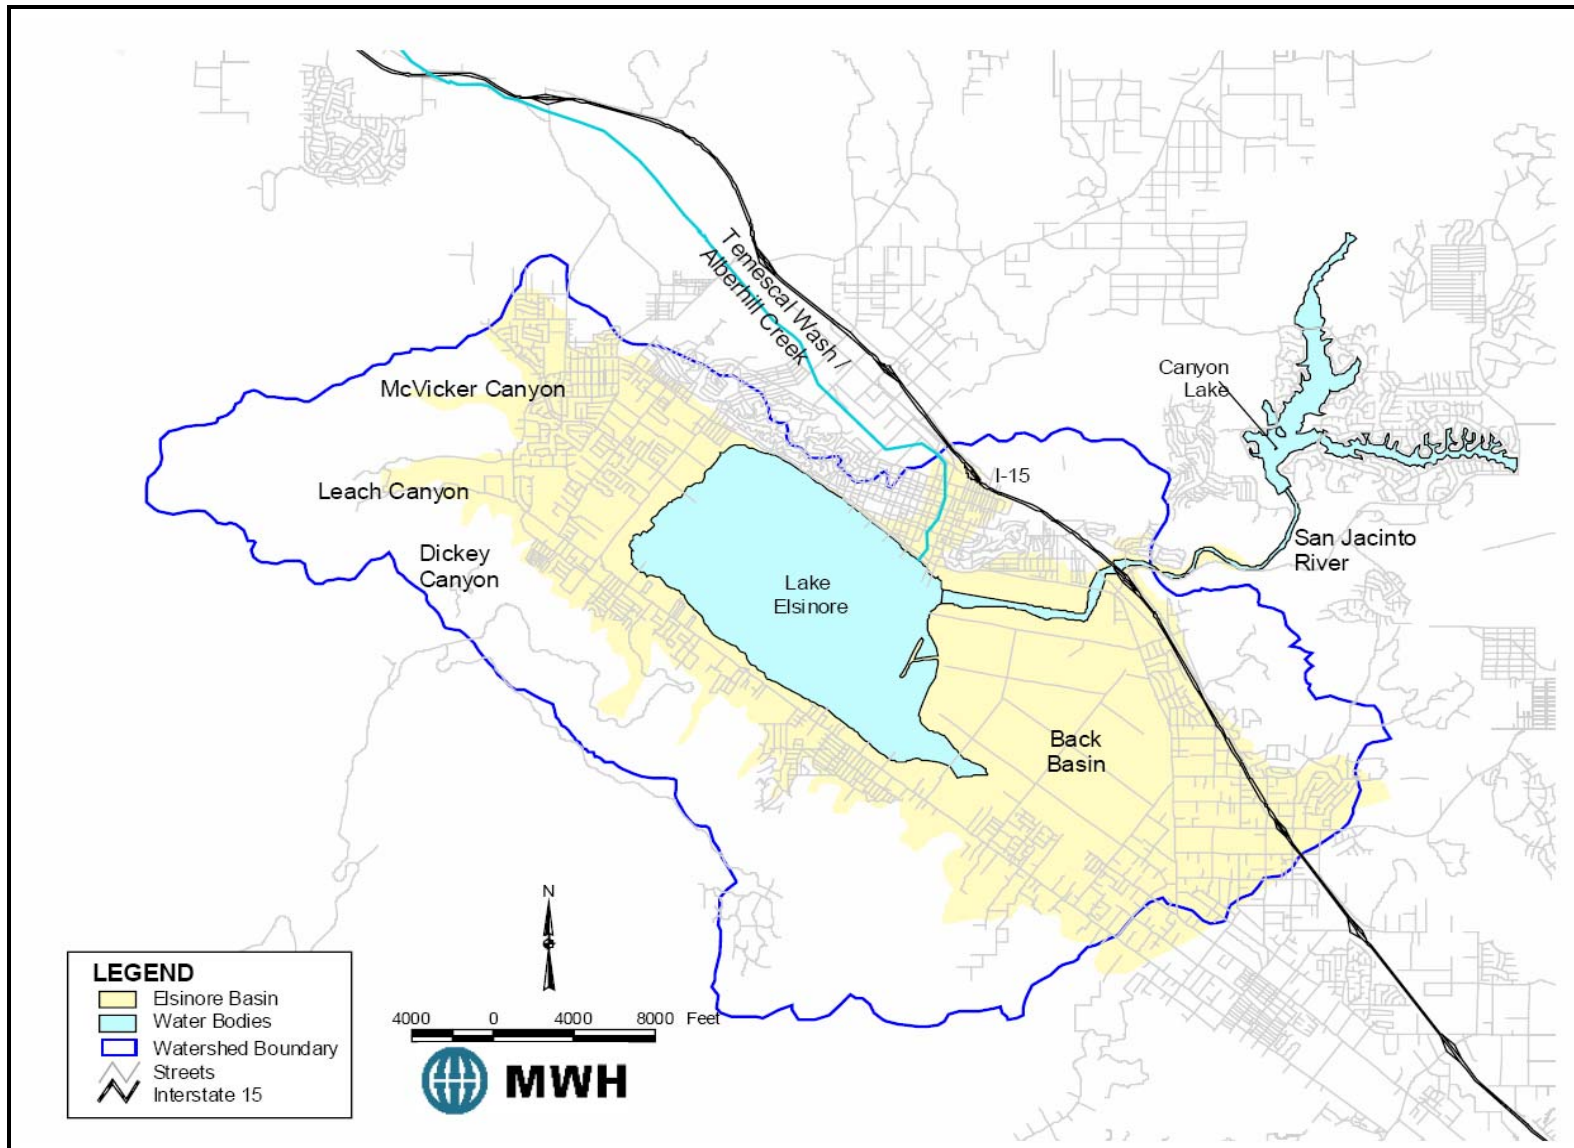 Temescal Wash /
Alberhill Creek
McVicker Canyon
Canyon
Lake
I-15
Leach Canyon
San Jacinto
River
Dickey
Canyon
Lake
Elsinore
Back
Basin
N
LEGEND
Elsinore Basin
Water Bodies
Watershed Boundary
Streets
Interstate 15
4000 0 4000 8000 Feet
MWH